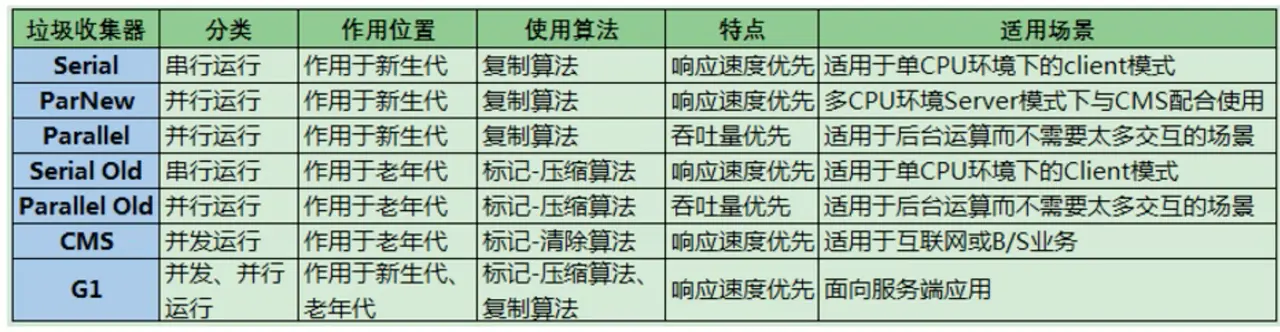 垃圾收集器 分类 作用位置 使用算法 特点 适用场景
Serial 串行运行 作用于新生代 复制算法 响应速度优先 适用于单CPU环境下的client模式
ParNew 并行运行 作用于新生代 复制算法 响应速度优先 多CPU环境Server模式下与CMS配合使用
Parallel 并行运行 作用于新生代 复制算法 吞吐量优先 适用于后台运算而不需要太多交互的场景
Serial Old 串行运行 作用于老年代 标记-压缩算法 响应速度优先 适用于单CPU环境下的Client模式
Parallel Old 并行运行 作用于老年代 标记-压缩算法 吞吐量优先 适用于后台运算而不需要太多交互的场景
CMS 并发运行 作用于老年代 标记-清除算法 响应速度优先 适用于互联网或B/S业务
G1 并发、并行 作用于新生代、 标记-压缩算法、 响应速度优先 面向服务端应用
运行 老年代 复制算法